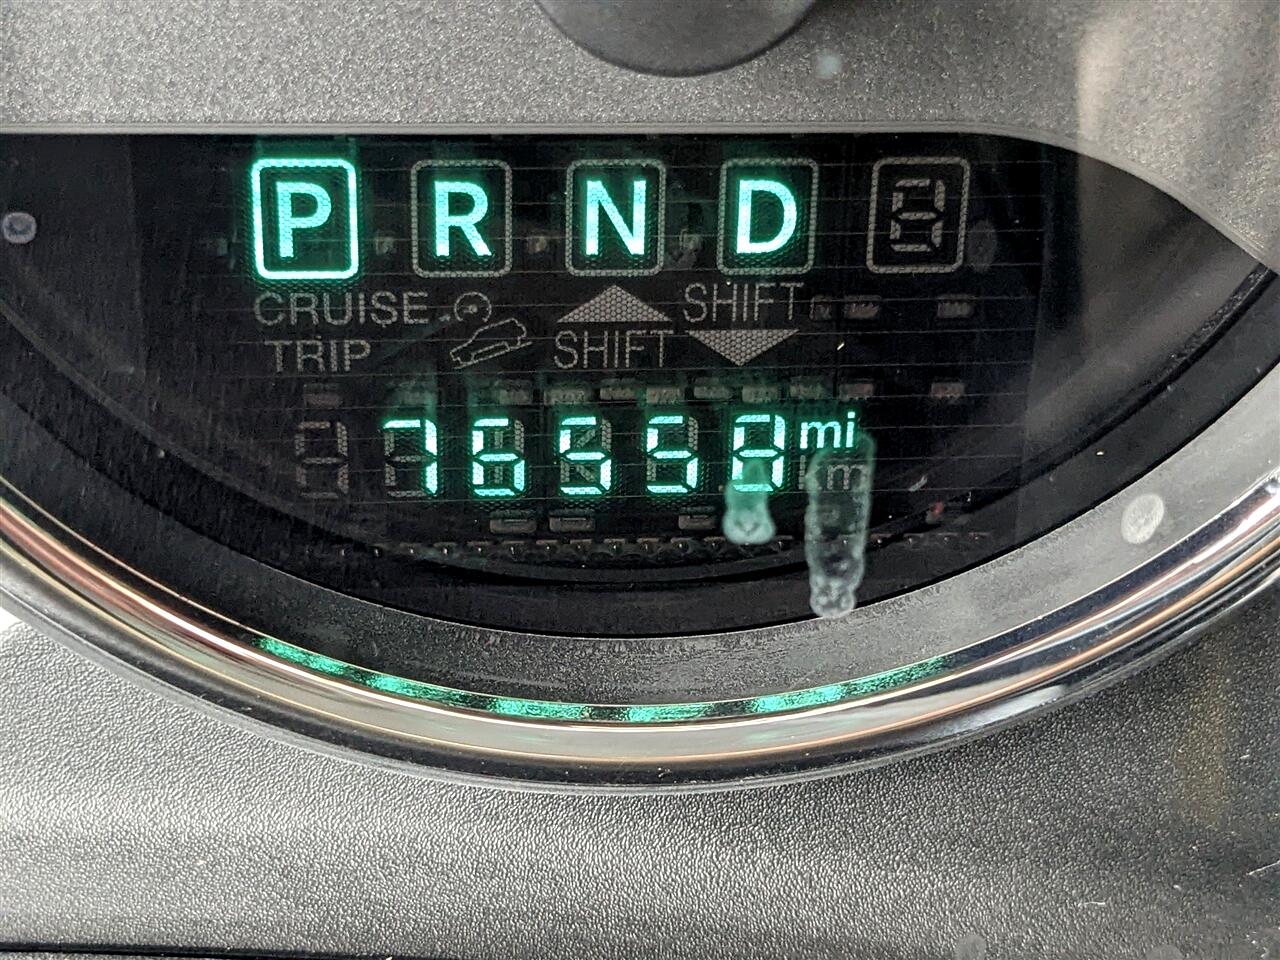 P R N D
CRUISE SHIFT
TRIP SHIFT
76558 mi
km